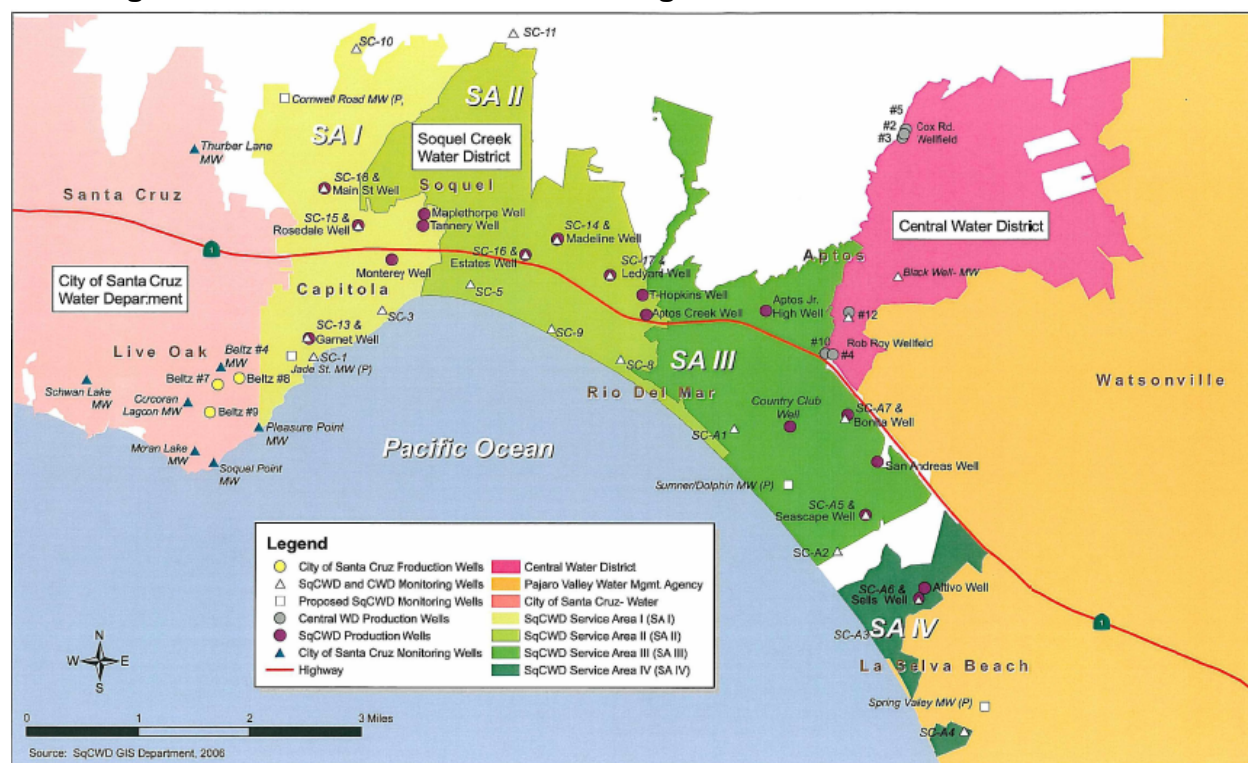 SC-10
SC-11
Cornwell Road MW (P,
SA II
SA I
Soquel Creek
Water District
#5
#2
#3
Cox Rd.
Wellfield
Thurber Lane
MW
SC-18 &
Main St Well
Soquel
Santa Cruz
Maplethorpe Well
Tannery Well
SC-15 &
Rosedale Well
SC-14 &
Madeline Well
Central Water District
SC-16 &
Estates Well
SC-17 &
Ledyard Well
Aptos
1
City of Santa Cruz
Water Department
Monterey Well
Capitola
SC-5
T-Hopkins Well
Aptos Creek Well
Aptos Jr.
High Well
Black Well- MW
#12
SC-3
SC-13 &
Garnet Well
SC-9
#10
Rob Roy Wellfield
#4
Live Oak
Beltz #4
MW
SC-1
Jade St. MW (P)
SC-8
SA III
Beltz #7
Beltz #8
Schwan Lake
MW
Corcoran
Lagoon MW
Beltz #9
Rio Del Mar
Watsonville
Country Club
Well
SC-A7 &
Bonita Well
Pleasure Point
MW
SC-A1
Pacific Ocean
Moran Lake
MW
Soquel Point
MW
San Andreas Well
Sumner/Dolphin MW (P)
SC-A5 &
Seascape Well
SC-A2
Legend
City of Santa Cruz Production Wells
SqCWD and CWD Monitoring Wells
Proposed SqCWD Monitoring Wells
Central WD Production Wells
SqCWD Production Wells
City of Santa Cruz Monitoring Wells
Highway
Central Water District
Pajaro Valley Water Mgmt. Agency
City of Santa Cruz- Water
SqCWD Service Area I (SA I)
SqCWD Service Area II (SA II)
SqCWD Service Area III (SA III)
SqCWD Service Area IV (SA IV)
SC-A6 &
Sells Well
Altivo Well
SC-A3
SA IV
1
La Selva Beach
Spring Valley MW (P)
SC-A4
N
W E
S
0 1 2 3 Miles
Source: SqCWD GIS Department, 2006